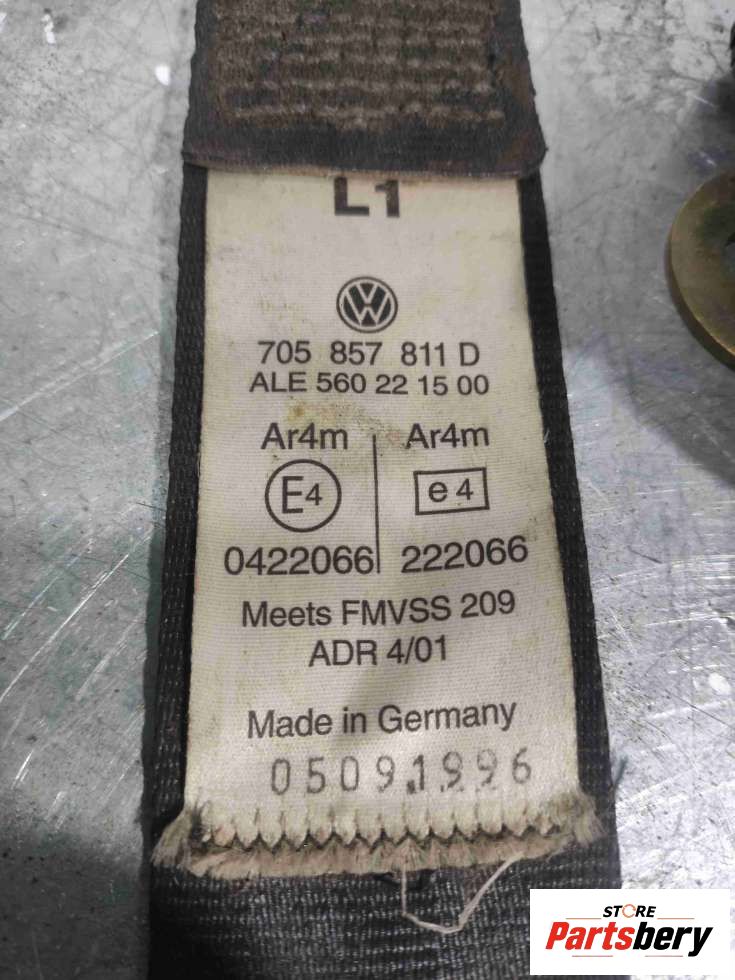 L1
VW
705 857 811 D
ALE 560 22 15 00
Ar4m Ar4m
E4 e4
0422066 222066
Meets FMVSS 209
ADR 4/01
Made in Germany
05091996
STORE
Partsbery